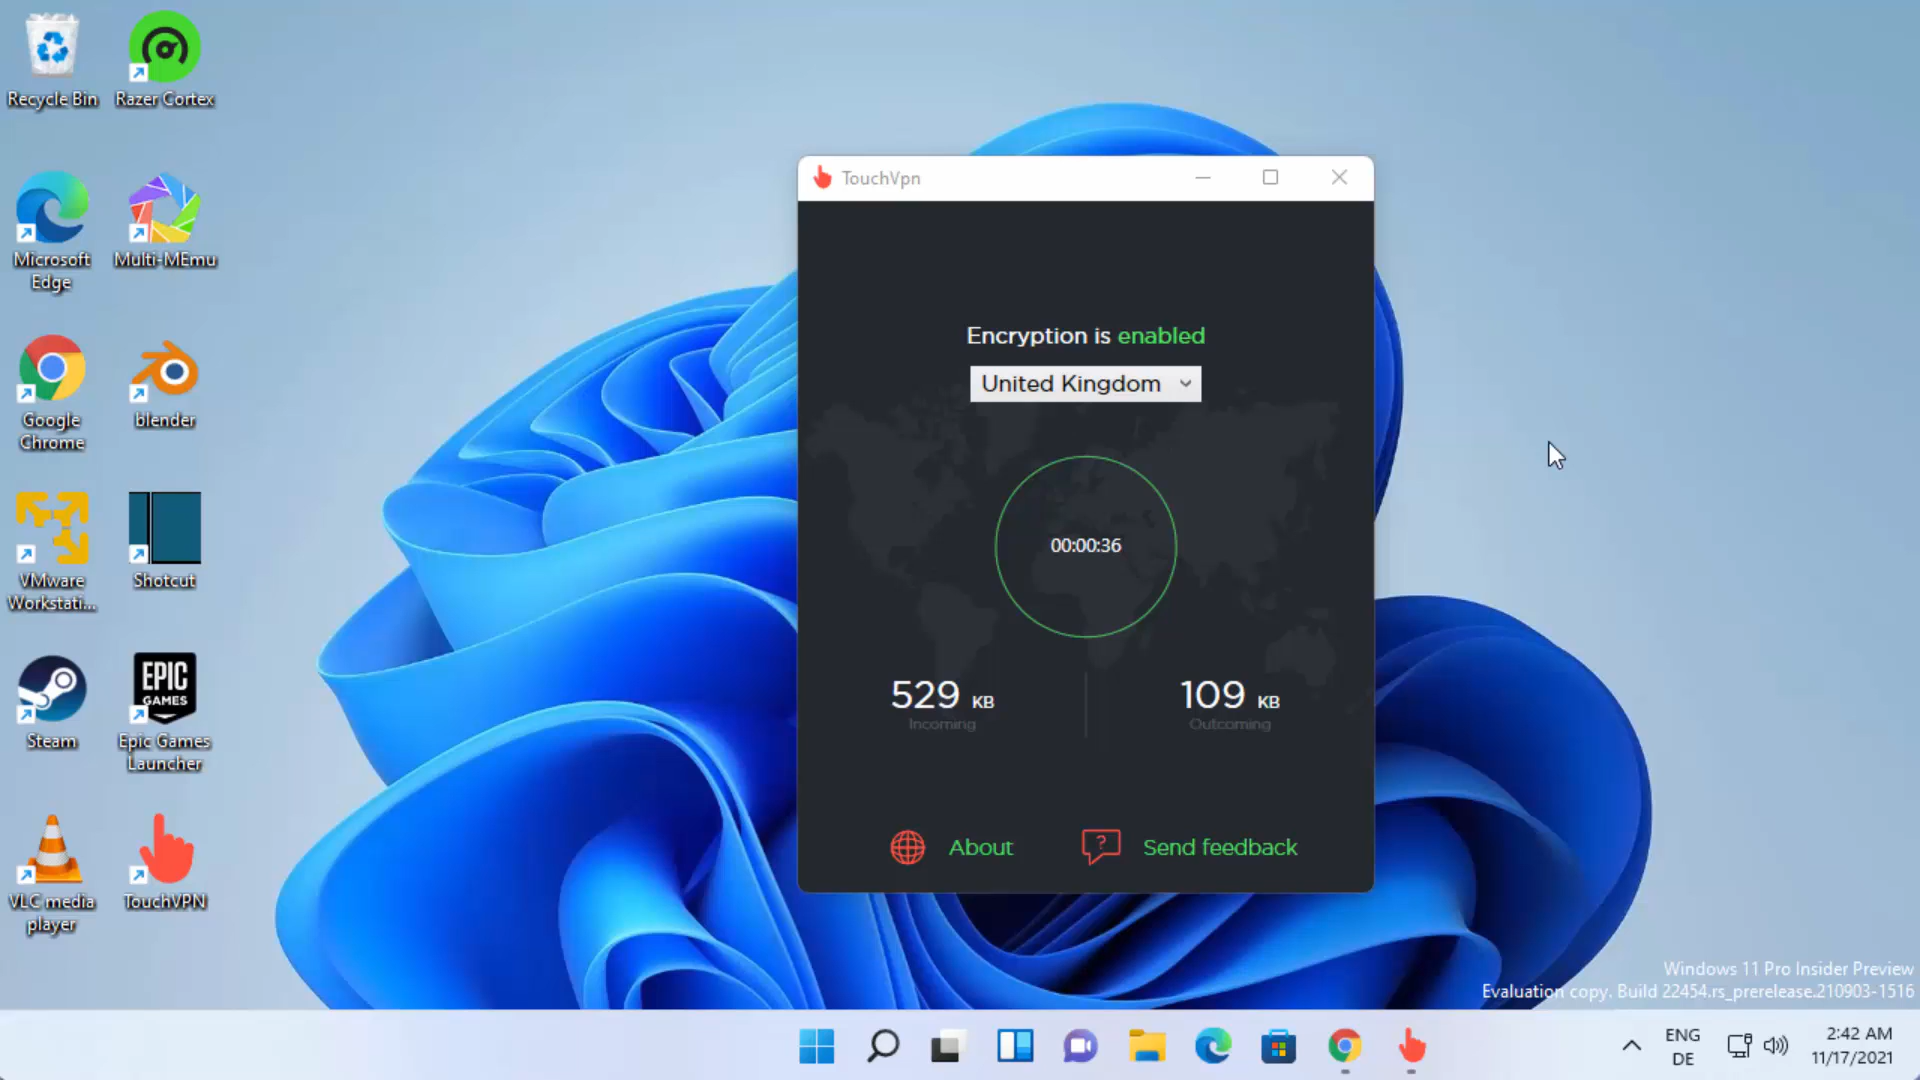 Recycle Bin
Razer Cortex
Microsoft
Edge
Multi-MEmu
Google
Chrome
blender
VMware
Workstati...
Shotcut
Steam
EPIC
GAMES
Epic Games
Launcher
VLC media
player
TouchVPN
TouchVpn
Encryption is enabled
United Kingdom
00:00:36
529 KB
Incoming
109 KB
Outcoming
?
About
Send feedback
Windows 11 Pro Insider Preview
Evaluation copy. Build 22454.rs_prerelease.210903-1516
ENG
DE
2:42 AM
11/17/2021